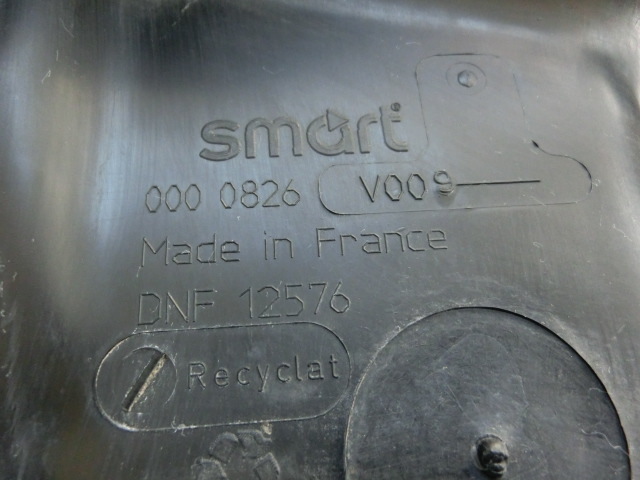 smart
000 0826 V009
Made in France
DNF 12576
Recyclat